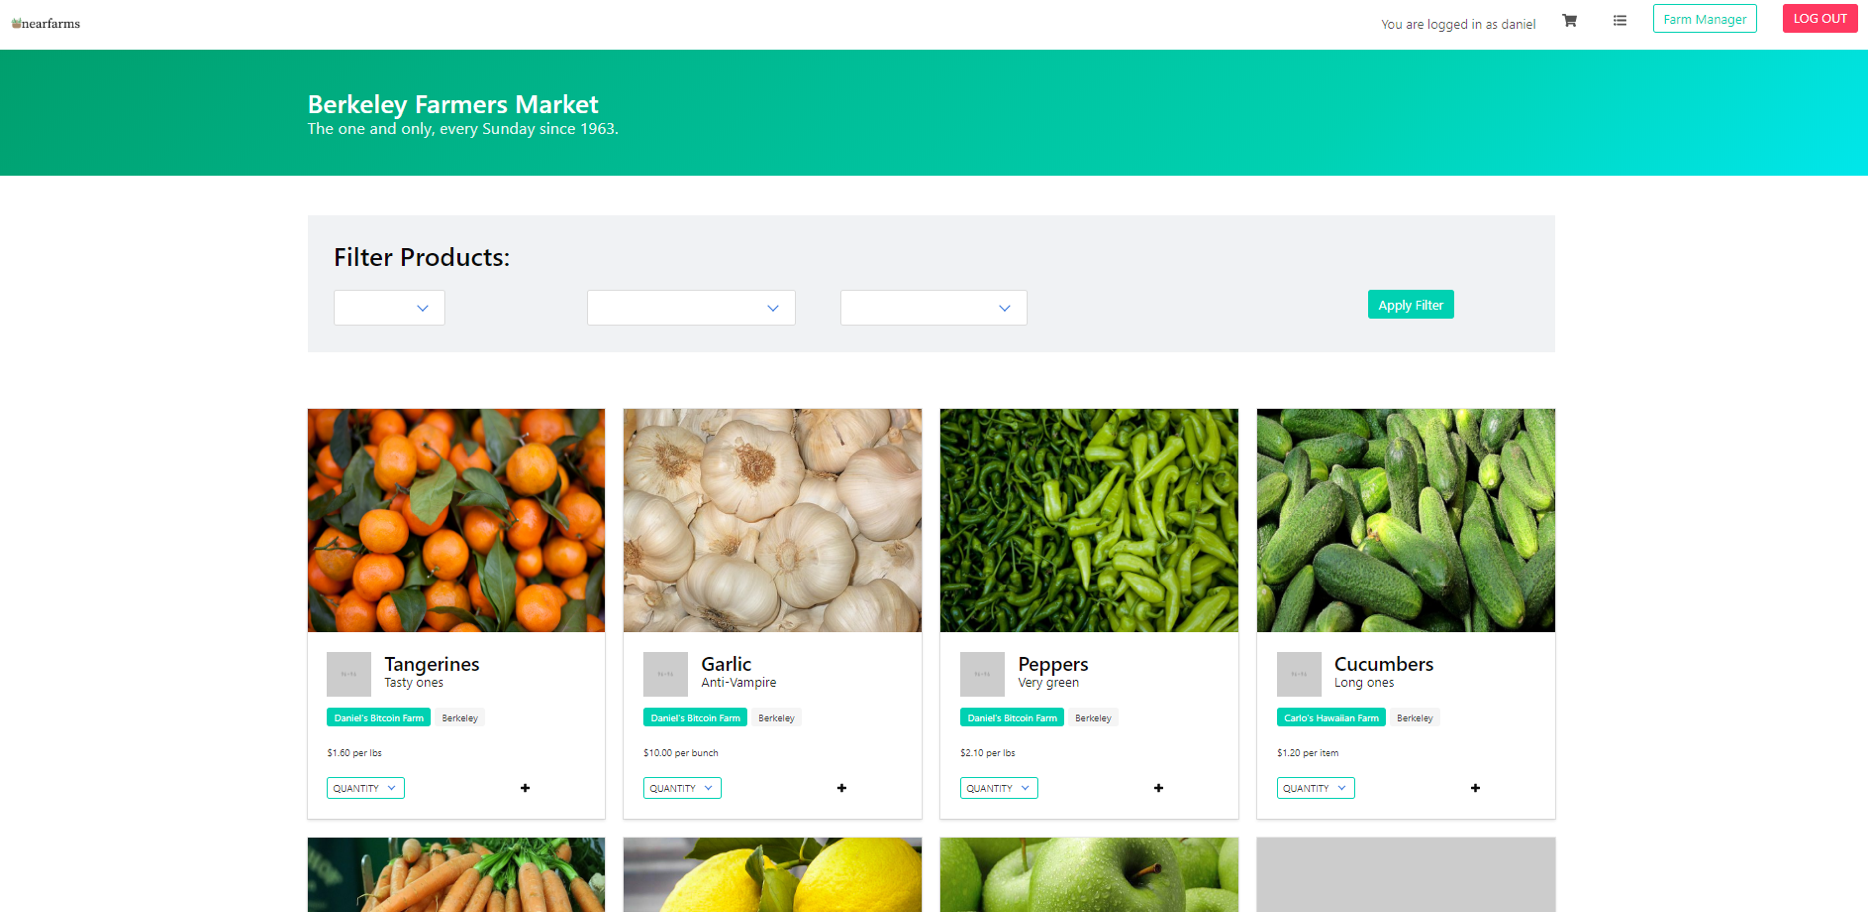 nearfarms
You are logged in as daniel
Farm Manager
LOG OUT
Berkeley Farmers Market
The one and only, every Sunday since 1963.
Filter Products:
Apply Filter
Tangerines
Tasty ones
Daniel's Bitcoin Farm Berkeley
$1.60 per lbs
QUANTITY
Garlic
Anti-Vampire
Daniel's Bitcoin Farm Berkeley
$10.00 per bunch
QUANTITY
Peppers
Very green
Daniel's Bitcoin Farm Berkeley
$2.10 per lbs
QUANTITY
Cucumbers
Long ones
Carlo's Hawaiian Farm Berkeley
$1.20 per item
QUANTITY